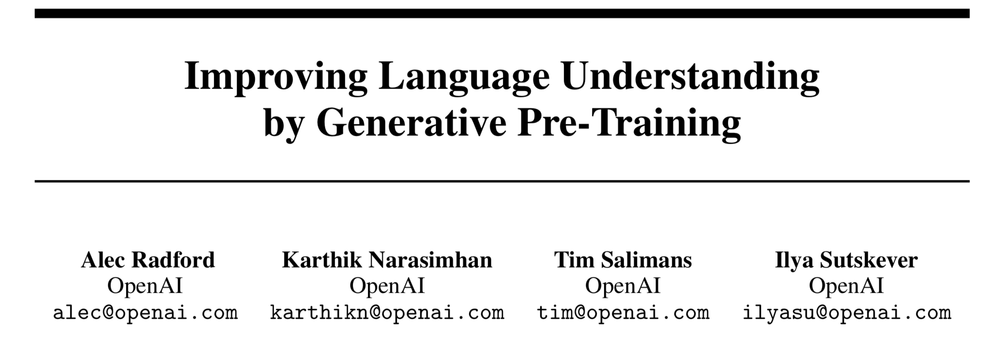 Improving Language Understanding
by Generative Pre-Training
Alec Radford
OpenAI
alec@openai.com
Karthik Narasimhan
OpenAI
karthikn@openai.com
Tim Salimans
OpenAI
tim@openai.com
Ilya Sutskever
OpenAI
ilyasu@openai.com